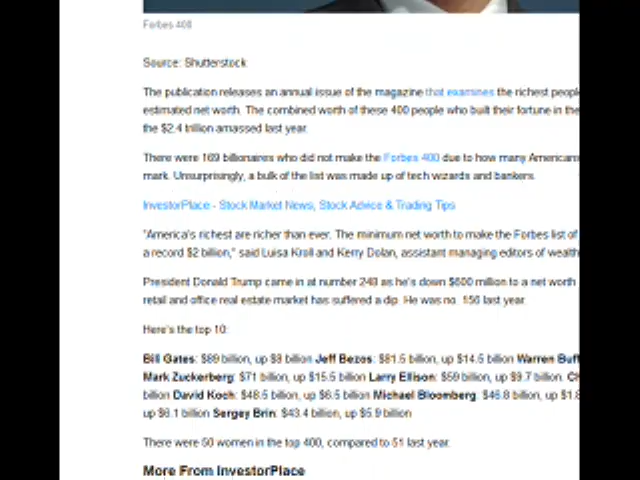 Forbes 400
Source: Shutterstock
The publication releases an annual issue of the magazine that examines the richest people
estimated net worth. The combined worth of these 400 people who built their fortune in the
the $2.4 trillion amassed last year.
There were 169 billionaires who did not make the Forbes 400 due to how many Americans
mark. Unsurprisingly, a bulk of the list was made up of tech wizards and bankers.
InvestorPlace - Stock Market News, Stock Advice & Trading Tips
"America's richest are richer than ever. The minimum net worth to make the Forbes list of
a record $2 billion," said Luisa Kroll and Kerry Dolan, assistant managing editors of wealth
President Donald Trump came in at number 248 as he's down $600 million to a net worth
retail and office real estate market has suffered a dip. He was no. 156 last year.
Here's the top 10:
Bill Gates: $89 billion, up $8 billion Jeff Bezos: $81.5 billion, up $14.5 billion Warren Buff
Mark Zuckerberg: $71 billion, up $15.5 billion Larry Ellison: $59 billion, up $9.7 billion. Ch
billion David Koch: $48.5 billion, up $6.5 billion Michael Bloomberg: $46.8 billion, up $1.8
up $6.1 billion Sergey Brin: $43.4 billion, up $5.9 billion
There were 50 women in the top 400, compared to 51 last year.
More From InvestorPlace